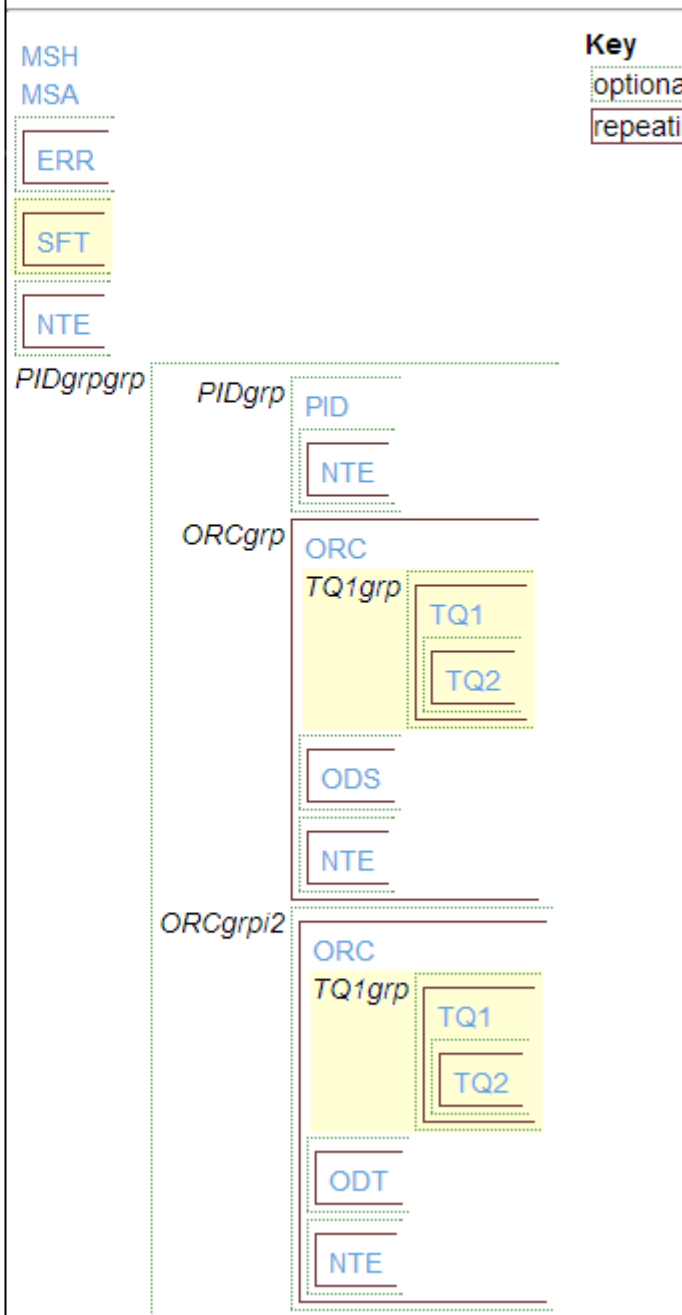 MSH
Key
MSA
ERR
SFT
NTE
PIDgrpgrp
PIDgrp
PID
NTE
ORCgrp
ORC
TQ1grp
TQ1
TQ2
ODS
NTE
ORCgrpi2
ORC
TQ1grp
TQ1
TQ2
ODT
NTE